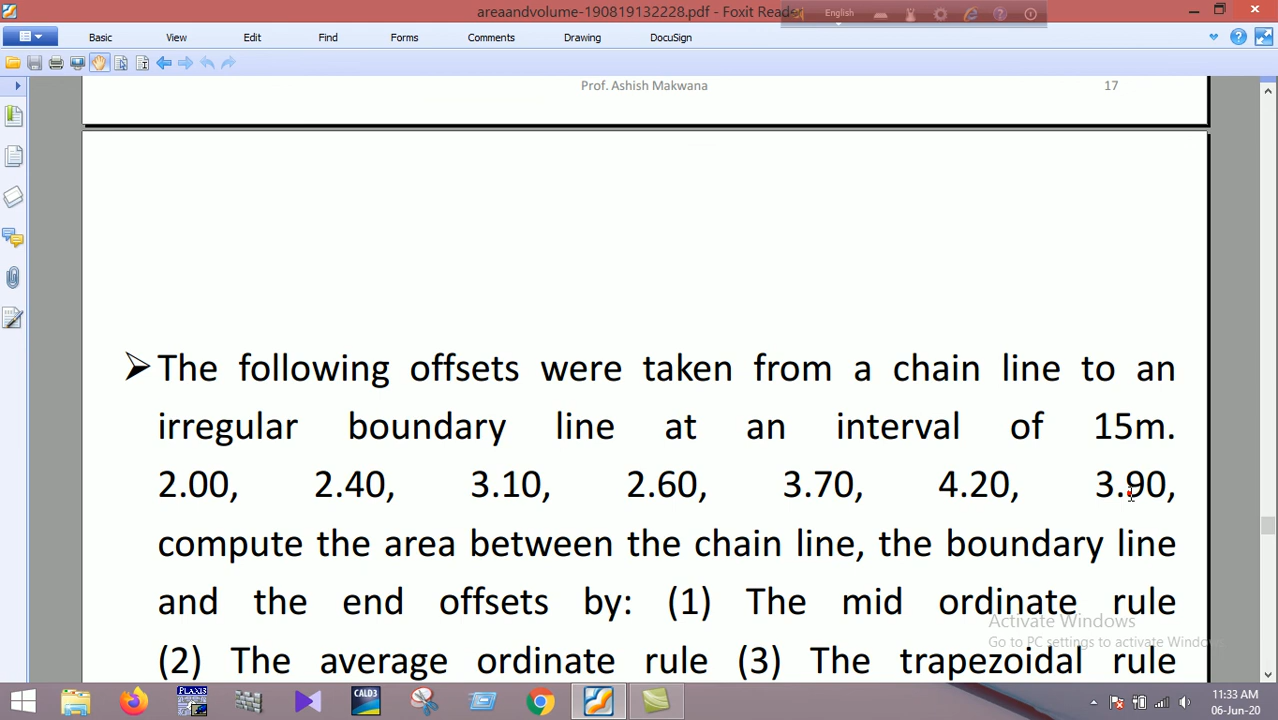 areaandvolume-190819132228.pdf - Foxit Reader
English
Basic View Edit Find Forms Comments Drawing DocuSign
Prof. Ashish Makwana 17
➢The following offsets were taken from a chain line to an
irregular boundary line at an interval of 15m.
2.00, 2.40, 3.10, 2.60, 3.70, 4.20, 3.90,
compute the area between the chain line, the boundary line
and the end offsets by: (1) The mid ordinate rule
(2) The average ordinate rule (3) The trapezoidal rule
Activate Windows
Go to PC settings to activate Windows.
PLAXIS
CALD3
11:33 AM
06-Jun-20